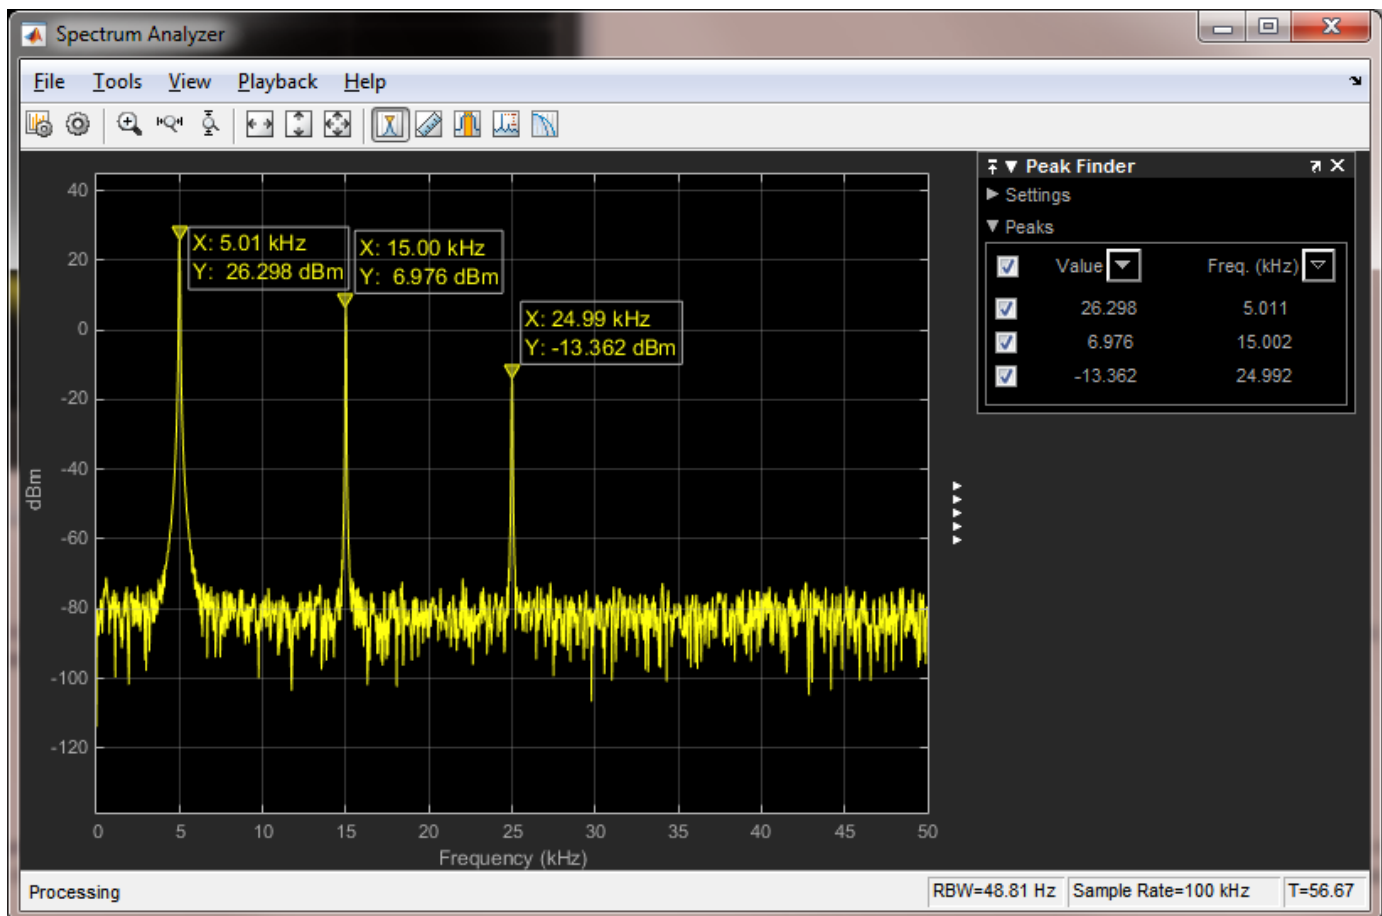 Spectrum Analyzer
File Tools View Playback Help
Peak Finder
Settings
Peaks
Value Freq. (kHz)
26.298 5.011
6.976 15.002
-13.362 24.992
X: 5.01 kHz
Y: 26.298 dBm
X: 15.00 kHz
Y: 6.976 dBm
X: 24.99 kHz
Y: -13.362 dBm
40
20
0
-20
-40
-60
-80
-100
-120
dBm
0 5 10 15 20 25 30 35 40 45 50
Frequency (kHz)
Processing RBW=48.81 Hz Sample Rate=100 kHz T=56.67